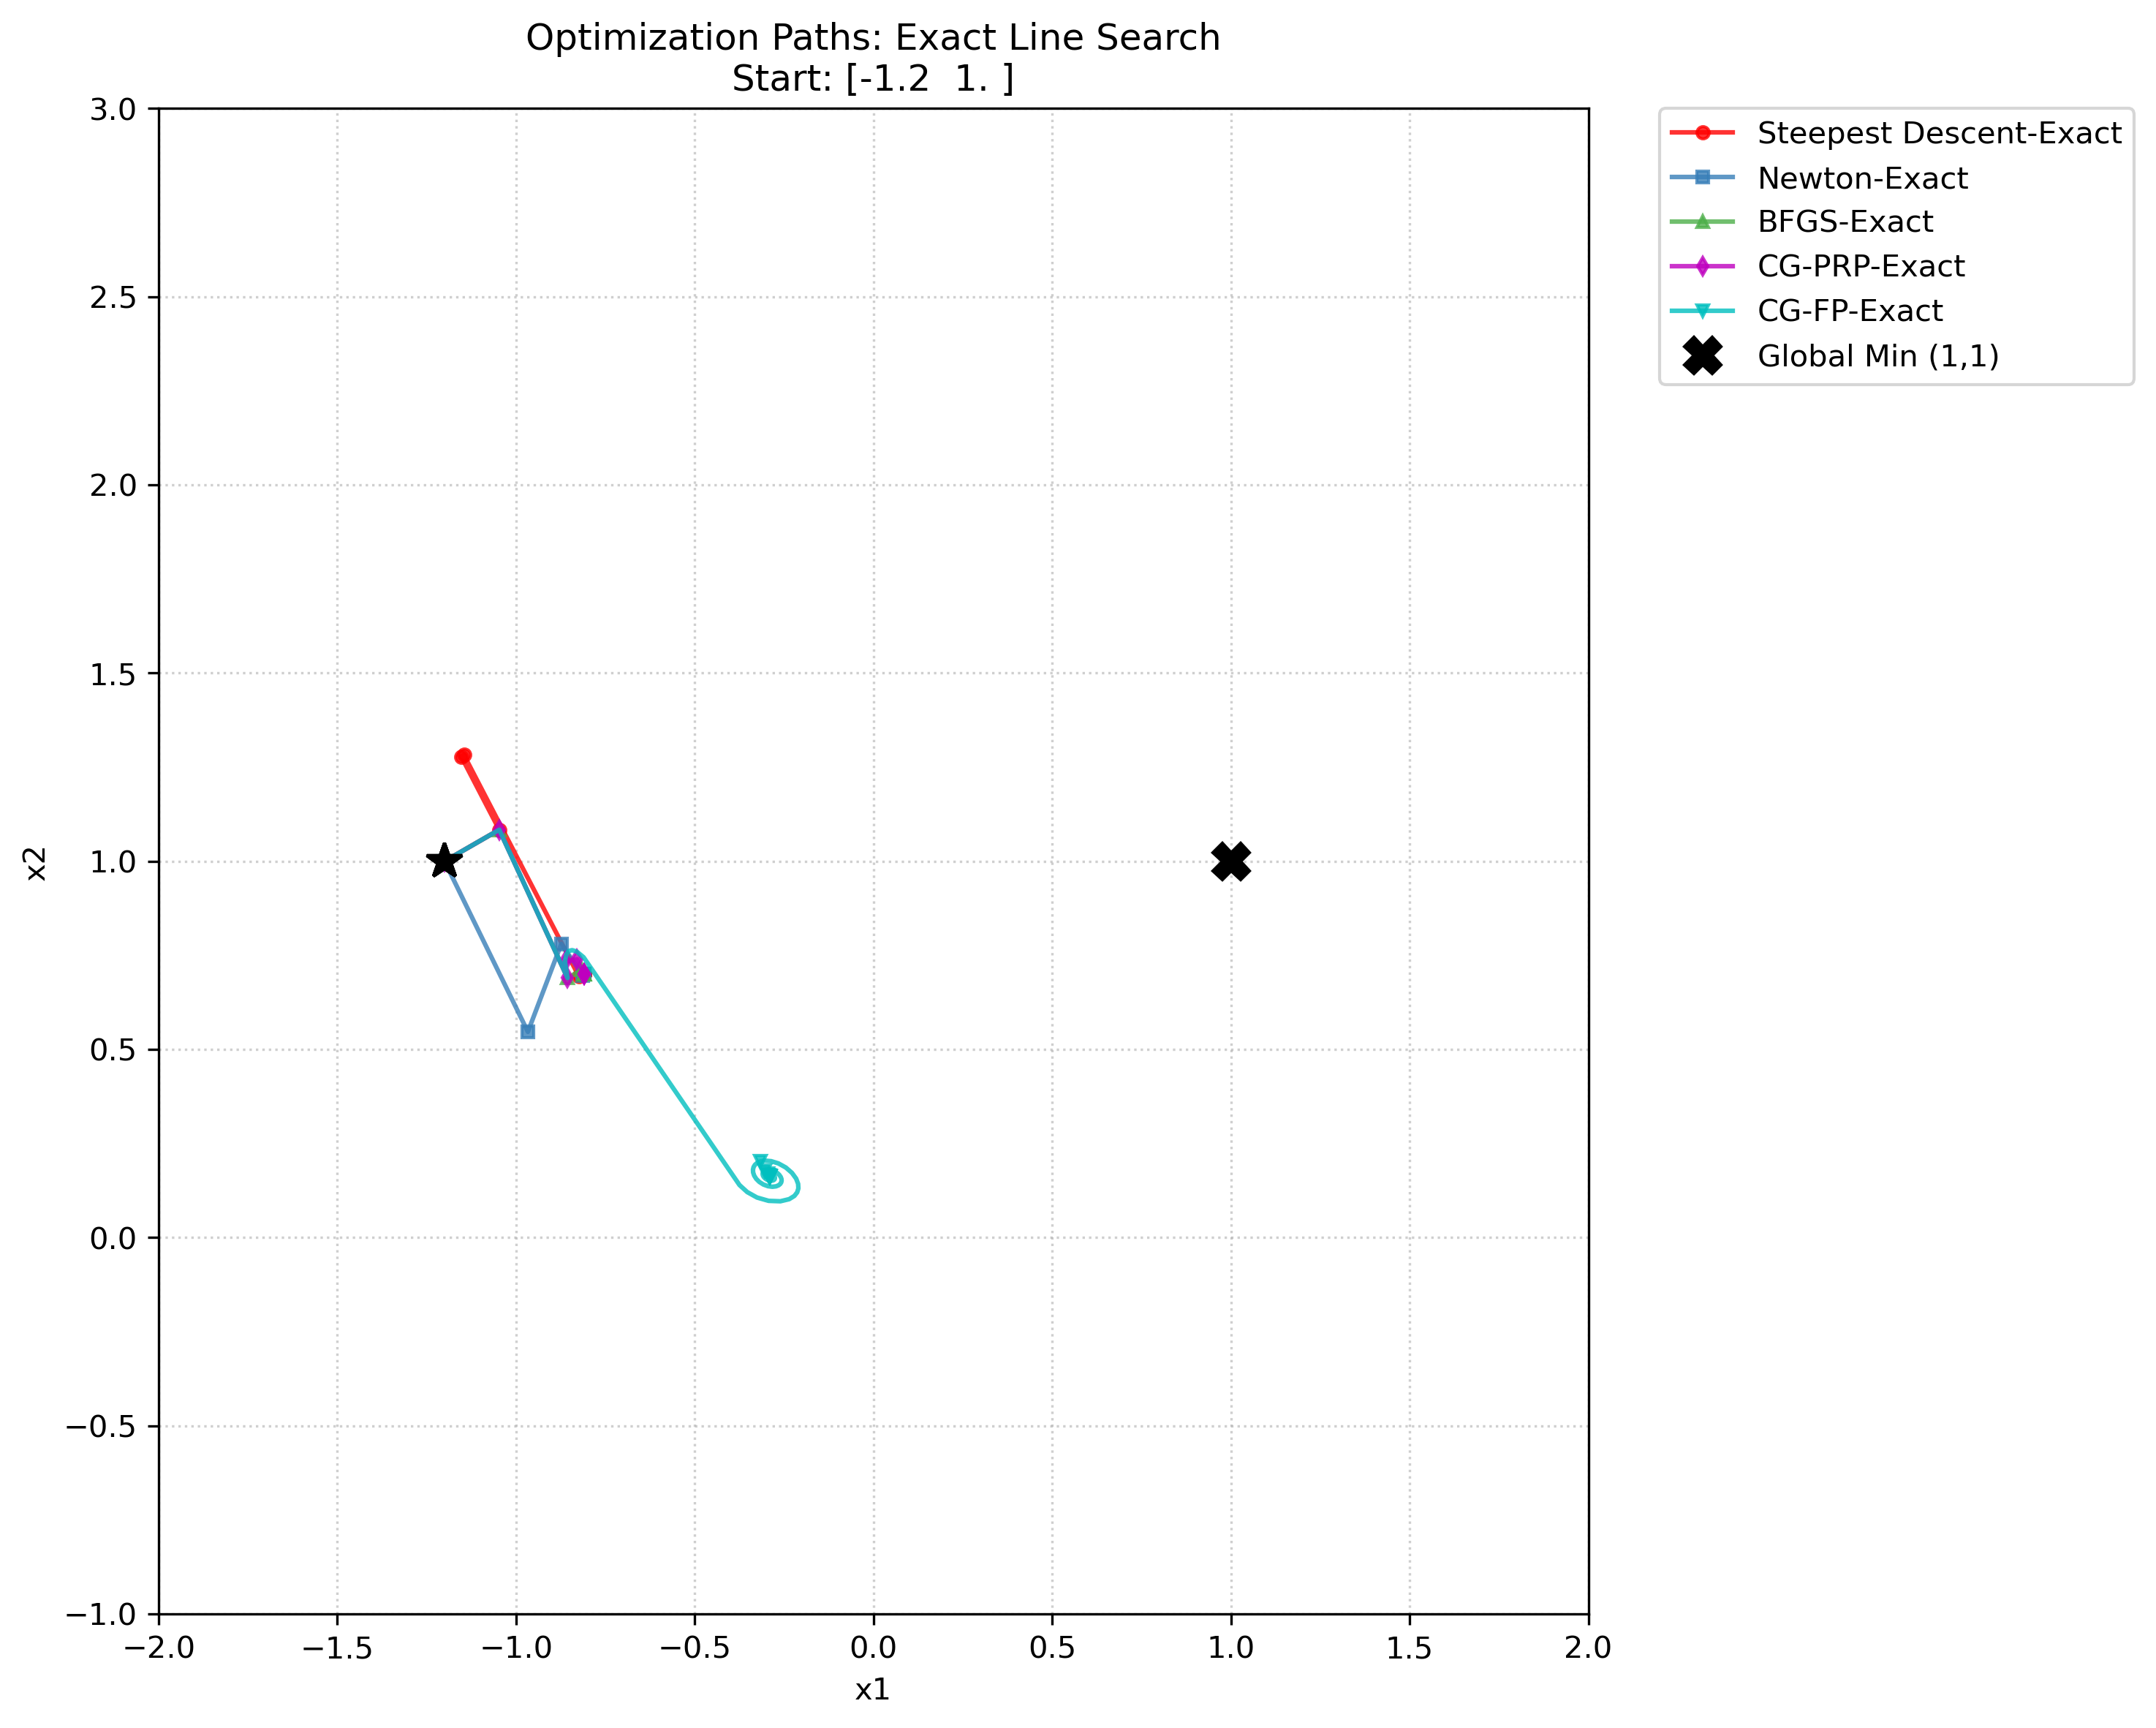 Optimization Paths: Exact Line Search
Start: [-1.2  1. ]
Steepest Descent-Exact
Newton-Exact
BFGS-Exact
CG-PRP-Exact
CG-FP-Exact
Global Min (1,1)
x2
3.0
2.5
2.0
1.5
1.0
0.5
0.0
−0.5
−1.0
−2.0
−1.5
−1.0
−0.5
0.0
0.5
1.0
1.5
2.0
x1